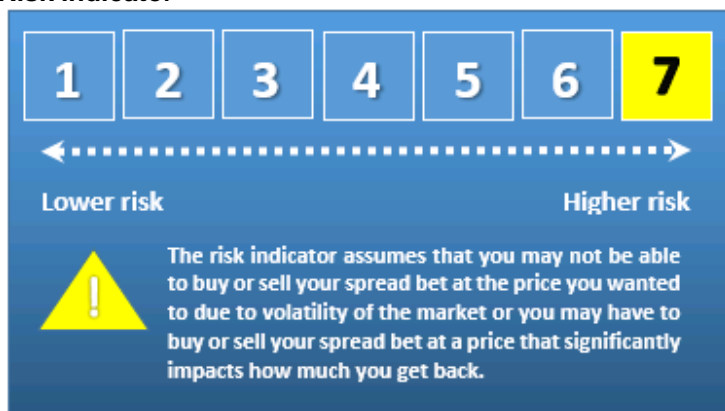 Risk indicator
1 2 3 4 5 6 7
Lower risk Higher risk
! The risk indicator assumes that you may not be able
to buy or sell your spread bet at the price you wanted
to due to volatility of the market or you may have to
buy or sell your spread bet at a price that significantly
impacts how much you get back.